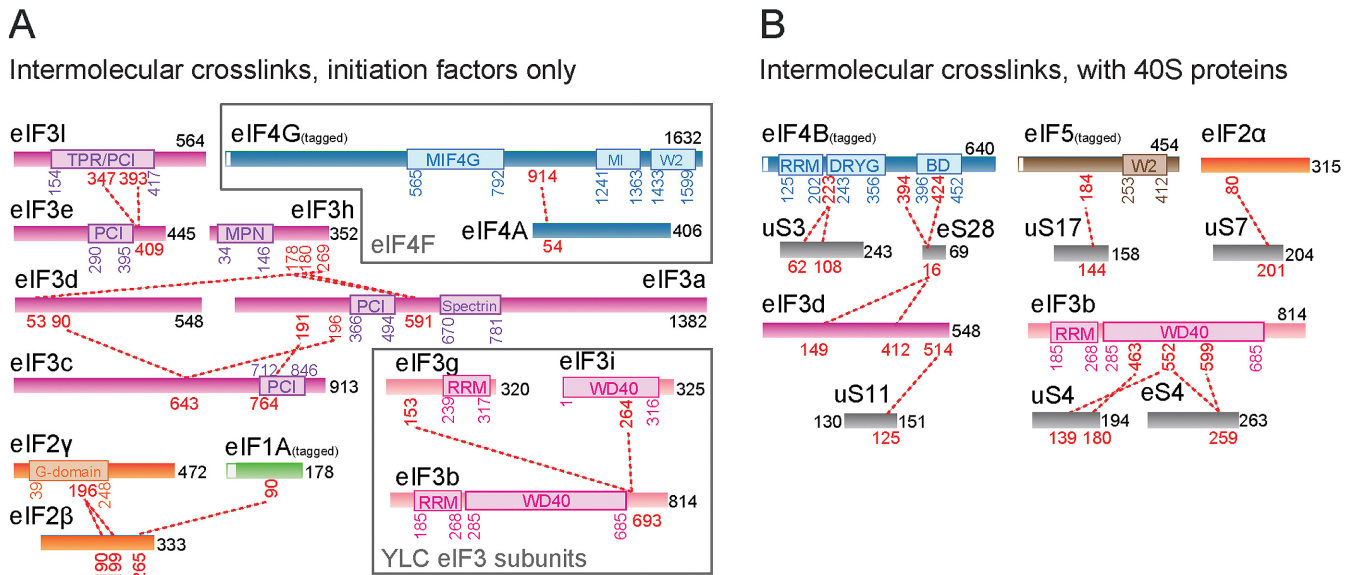 A
Intermolecular crosslinks, initiation factors only
eIF3l 564
TPR/PCI
154 347 393 417
eIF4G(tagged) 1632
MIF4G MI W2
565 792 914 1241 1363 1433 1599
eIF4A 406
54
eIF4F
eIF3e 445
PCI
290 395 409
eIF3h 352
MPN
34 146 178 180 269
eIF3d 548
53 90
eIF3a 1382
PCI Spectrin
191 196 366 494 591 670 781
eIF3c 913
712 846
PCI
643 764
eIF3g 320
RRM
153 239 317
eIF3i 325
WD40
1 264 316
eIF3b 814
RRM WD40
185 268 285 685 693
YLC eIF3 subunits
eIF2γ 472
G-domain
39 196 248
eIF1A(tagged) 178
90
eIF2β 333
265
B
Intermolecular crosslinks, with 40S proteins
eIF4B(tagged) 640
RRM DRYG BD
125 202 223 243 356 394 396 424 452
uS3 243
62 108
eS28 69
16
eIF5(tagged) 454
W2
184 253 412
uS17 158
144
eIF2α 315
80
uS7 204
201
eIF3d 548
149 412 514
uS11
130 151
125
eIF3b 814
RRM WD40
185 268 285 463 552 599 685
uS4 194
139 180
eS4 263
259